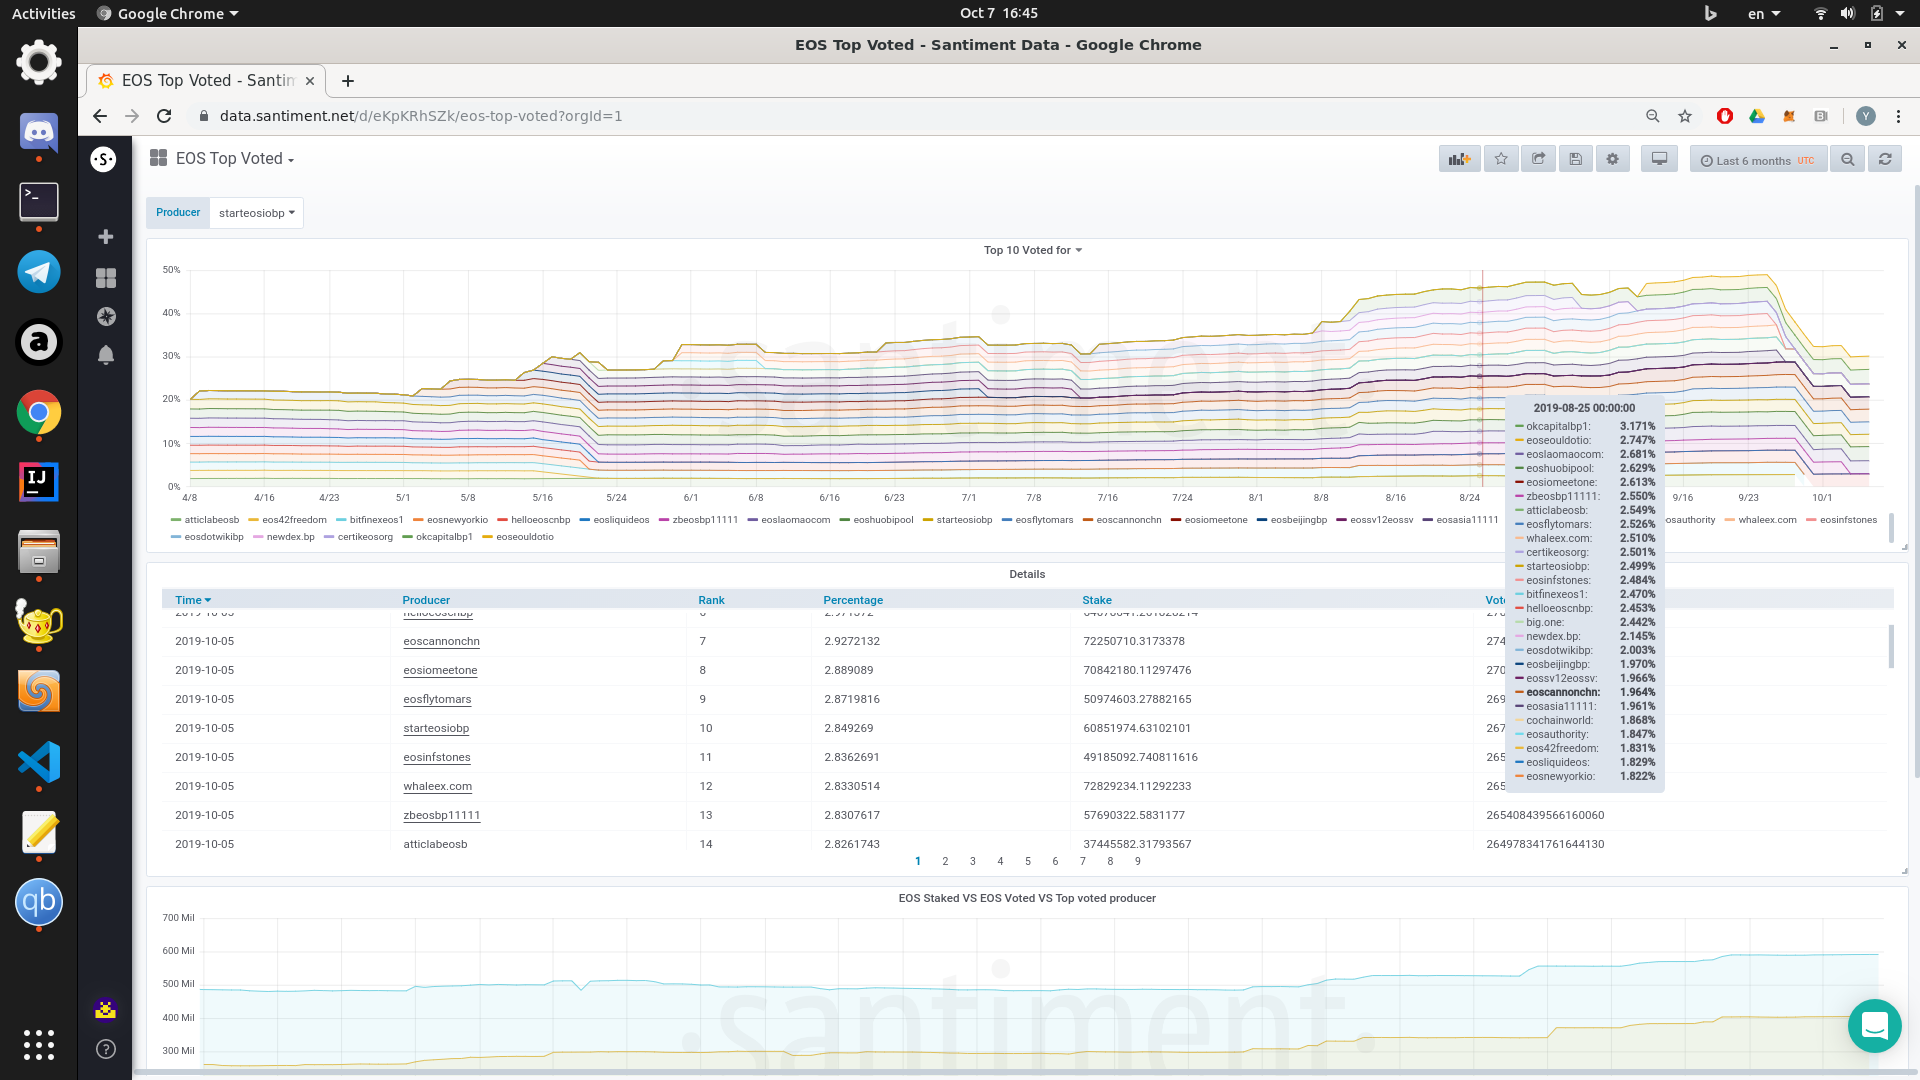 Activities Google Chrome Oct 7 16:45 en
EOS Top Voted - Santiment Data - Google Chrome
EOS Top Voted - Santim
data.santiment.net/d/eKpKRhSZk/eos-top-voted?orgId=1
Y
·S· EOS Top Voted Last 6 months UTC
Producer starteosiobp
Top 10 Voted for
50%
40%
30%
20%
10%
0%
4/8 4/16 4/23 5/1 5/8 5/16 5/24 6/1 6/8 6/16 6/23 7/1 7/8 7/16 7/24 8/1 8/8 8/16 8/24 9/16 9/23 10/1
atticlabeosb eos42freedom bitfinexeos1 eosnewyorkio helloeoscnbp eosliquideos zbeosbp11111 eoslaomaocom eoshuobipool starteosiobp eosflytomars eoscannonchn eosiomeetone eosbeijingbp eossv12eossv eosasia11111 osauthority whaleex.com eosinfstones
eosdotwikibp newdex.bp certikeosorg okcapitalbp1 eoseouldotio
2019-08-25 00:00:00
okcapitalbp1: 3.171%
eoseouldotio: 2.747%
eoslaomaocom: 2.681%
eoshuobipool: 2.629%
eosiomeetone: 2.613%
zbeosbp11111: 2.550%
atticlabeosb: 2.549%
eosflytomars: 2.526%
whaleex.com: 2.510%
certikeosorg: 2.501%
starteosiobp: 2.499%
eosinfstones: 2.484%
bitfinexeos1: 2.470%
helloeoscnbp: 2.453%
big.one: 2.442%
newdex.bp: 2.145%
eosdotwikibp: 2.003%
eosbeijingbp: 1.970%
eossv12eossv: 1.966%
eoscannonchn: 1.964%
eosasia11111: 1.961%
cochainworld: 1.868%
eosauthority: 1.847%
eos42freedom: 1.831%
eosliquideos: 1.829%
eosnewyorkio: 1.822%
Details
Time Producer Rank Percentage Stake Vote
2019-10-05 helloeoscnbp 6
2019-10-05 eoscannonchn 7 2.9272132 72250710.3173378 274
2019-10-05 eosiomeetone 8 2.889089 70842180.11297476 270
2019-10-05 eosflytomars 9 2.8719816 50974603.27882165 269
2019-10-05 starteosiobp 10 2.849269 60851974.63102101 267
2019-10-05 eosinfstones 11 2.8362691 49185092.740811616 265
2019-10-05 whaleex.com 12 2.8330514 72829234.11292233 265
2019-10-05 zbeosbp11111 13 2.8307617 57690322.5831177 265408439566160060
2019-10-05 atticlabeosb 14 2.8261743 37445582.31793567 264978341761644130
1 2 3 4 5 6 7 8 9
EOS Staked VS EOS Voted VS Top voted producer
700 Mil
600 Mil
500 Mil
400 Mil
300 Mil
·santiment·
·santiment·
a
IJ
qb